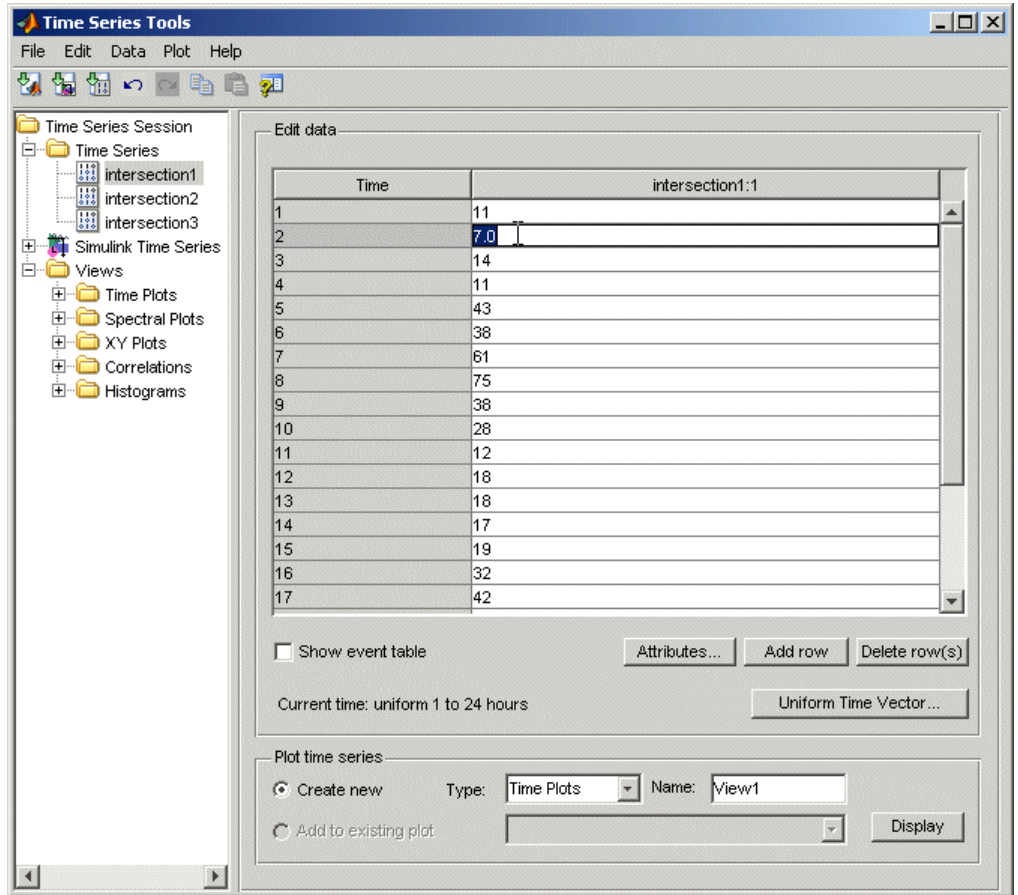 Time Series Tools
File Edit Data Plot Help
Time Series Session
Time Series
intersection1
intersection2
intersection3
Simulink Time Series
Views
Time Plots
Spectral Plots
XY Plots
Correlations
Histograms
Edit data
Time intersection1:1
1 11
2 7.0
3 14
4 11
5 43
6 38
7 61
8 75
9 38
10 28
11 12
12 18
13 18
14 17
15 19
16 32
17 42
Show event table Attributes... Add row Delete row(s)
Current time: uniform 1 to 24 hours Uniform Time Vector...
Plot time series
Create new Type: Time Plots Name: View1
Add to existing plot Display